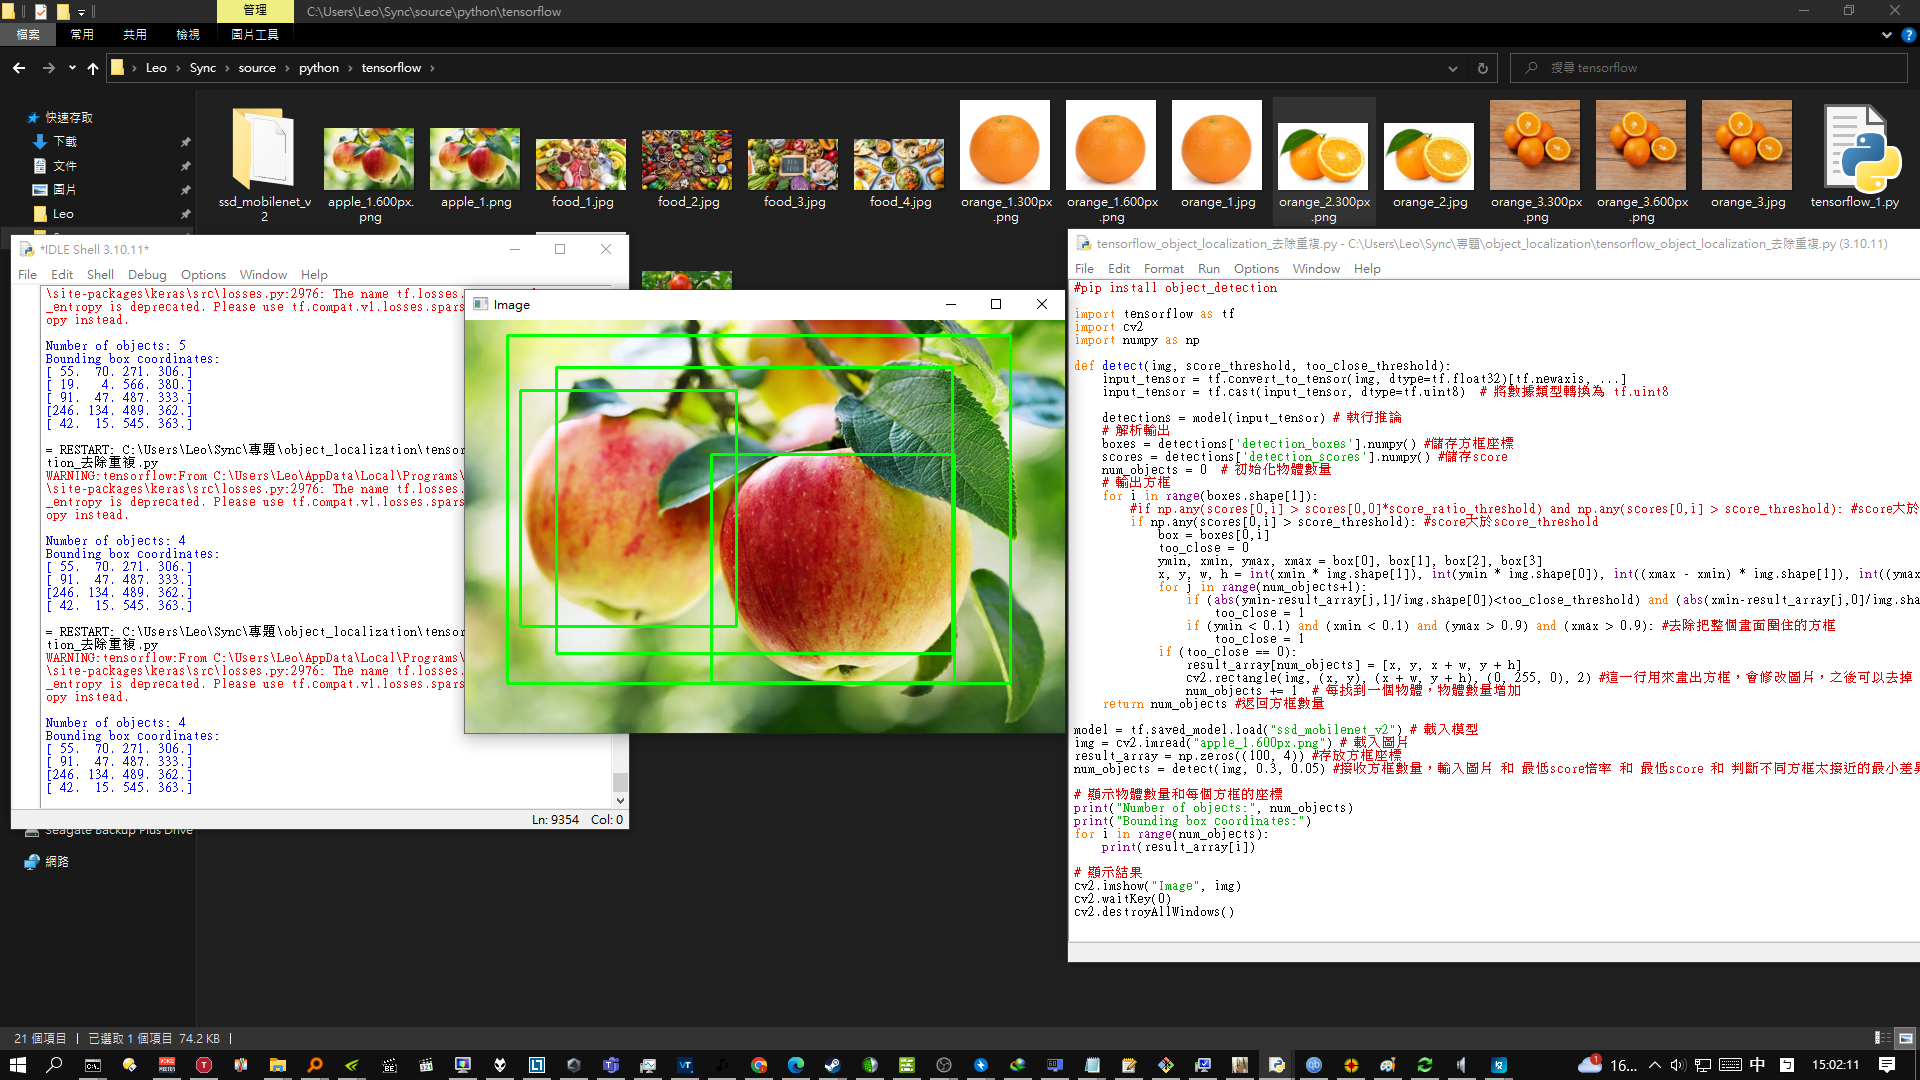 管理
C:\Users\Leo\Sync\source\python\tensorflow
檔案
常用
共用
檢視
圖片工具
Leo
Sync
source
python
tensorflow
搜尋 tensorflow
快速存取
下載
文件
圖片
Leo
ssd_mobilenet_v2
apple_1.600px.png
apple_1.png
food_1.jpg
food_2.jpg
food_3.jpg
food_4.jpg
orange_1.300px.png
orange_1.600px.png
orange_1.jpg
orange_2.300px.png
orange_2.jpg
orange_3.300px.png
orange_3.600px.png
orange_3.jpg
tensorflow_1.py
*IDLE Shell 3.10.11*
File Edit Shell Debug Options Window Help
\site-packages\keras\src\losses.py:2976: The name tf.losses.
_entropy is deprecated. Please use tf.compat.v1.losses.spars
opy instead.
Number of objects: 5
Bounding box coordinates:
[ 55.  70. 271. 306.]
[ 19.   4. 566. 380.]
[ 91.  47. 487. 333.]
[246. 134. 489. 362.]
[ 42.  15. 545. 363.]
= RESTART: C:\Users\Leo\Sync\專題\object_localization\tensor
tion_去除重複.py
WARNING:tensorflow:From C:\Users\Leo\AppData\Local\Programs\
\site-packages\keras\src\losses.py:2976: The name tf.losses.
_entropy is deprecated. Please use tf.compat.v1.losses.spars
opy instead.
Number of objects: 4
Bounding box coordinates:
[ 55.  70. 271. 306.]
[ 91.  47. 487. 333.]
[246. 134. 489. 362.]
[ 42.  15. 545. 363.]
= RESTART: C:\Users\Leo\Sync\專題\object_localization\tensor
tion_去除重複.py
WARNING:tensorflow:From C:\Users\Leo\AppData\Local\Programs\
\site-packages\keras\src\losses.py:2976: The name tf.losses.
_entropy is deprecated. Please use tf.compat.v1.losses.spars
opy instead.
Number of objects: 4
Bounding box coordinates:
[ 55.  70. 271. 306.]
[ 91.  47. 487. 333.]
[246. 134. 489. 362.]
[ 42.  15. 545. 363.]
Ln: 9354 Col: 0
Image
tensorflow_object_localization_去除重複.py - C:\Users\Leo\Sync\專題\object_localization\tensorflow_object_localization_去除重複.py (3.10.11)
File Edit Format Run Options Window Help
#pip install object_detection
import tensorflow as tf
import cv2
import numpy as np
def detect(img, score_threshold, too_close_threshold):
    input_tensor = tf.convert_to_tensor(img, dtype=tf.float32)[tf.newaxis, ...]
    input_tensor = tf.cast(input_tensor, dtype=tf.uint8)  # 將數據類型轉換為 tf.uint8
    detections = model(input_tensor) # 執行推論
    # 解析輸出
    boxes = detections['detection_boxes'].numpy() #儲存方框座標
    scores = detections['detection_scores'].numpy() #儲存score
    num_objects = 0  # 初始化物體數量
    # 輸出方框
    for i in range(boxes.shape[1]):
        #if np.any(scores[0,i] > scores[0,0]*score_ratio_threshold) and np.any(scores[0,i] > score_threshold): #score大於
        if np.any(scores[0,i] > score_threshold): #score大於score_threshold
            box = boxes[0,i]
            too_close = 0
            ymin, xmin, ymax, xmax = box[0], box[1], box[2], box[3]
            x, y, w, h = int(xmin * img.shape[1]), int(ymin * img.shape[0]), int((xmax - xmin) * img.shape[1]), int((ymax
            for j in range(num_objects+1):
                if (abs(ymin-result_array[j,1]/img.shape[0])<too_close_threshold) and (abs(xmin-result_array[j,0]/img.sha
                    too_close = 1
                if (ymin < 0.1) and (xmin < 0.1) and (ymax > 0.9) and (xmax > 0.9): #去除把整個畫面圈住的方框
                    too_close = 1
            if (too_close == 0):
                result_array[num_objects] = [x, y, x + w, y + h]
                cv2.rectangle(img, (x, y), (x + w, y + h), (0, 255, 0), 2) #這一行用來畫出方框，會修改圖片，之後可以去掉
                num_objects += 1  # 每找到一個物體，物體數量增加
    return num_objects #返回方框數量
model = tf.saved_model.load("ssd_mobilenet_v2") # 載入模型
img = cv2.imread("apple_1.600px.png") # 載入圖片
result_array = np.zeros((100, 4)) #存放方框座標
num_objects = detect(img, 0.3, 0.05) #接收方框數量，輸入圖片 和 最低score倍率 和 最低score 和 判斷不同方框太接近的最小差異
# 顯示物體數量和每個方框的座標
print("Number of objects:", num_objects)
print("Bounding box coordinates:")
for i in range(num_objects):
    print(result_array[i])
# 顯示結果
cv2.imshow("Image", img)
cv2.waitKey(0)
cv2.destroyAllWindows()
Seagate Backup Plus Drive
網路
21 個項目
已選取 1 個項目 74.2 KB
16...
中
15:02:11